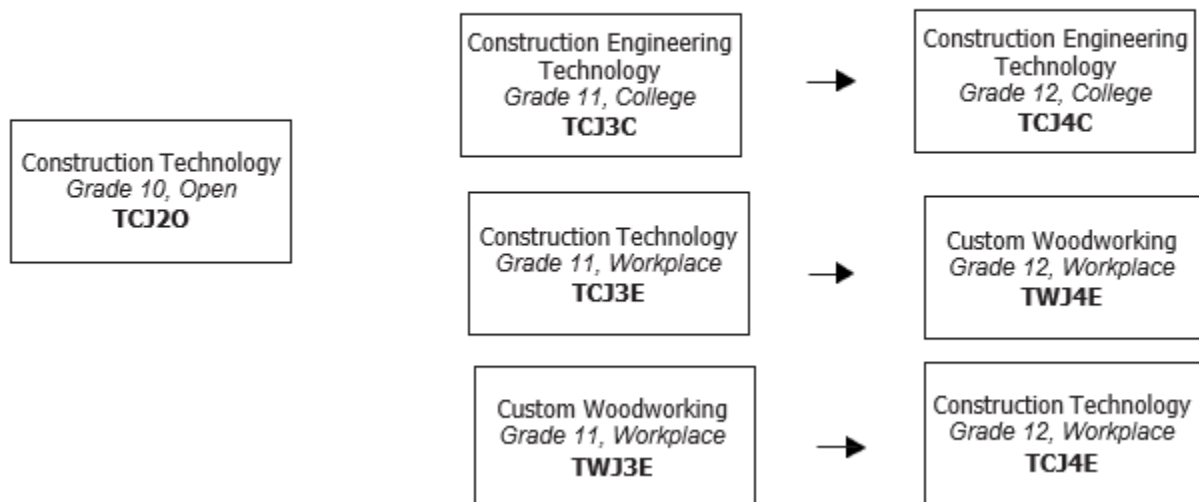 Construction Technology
Grade 10, Open
TCJ2O
Construction Engineering
Technology
Grade 11, College
TCJ3C
Construction Engineering
Technology
Grade 12, College
TCJ4C
Construction Technology
Grade 11, Workplace
TCJ3E
Custom Woodworking
Grade 12, Workplace
TWJ4E
Custom Woodworking
Grade 11, Workplace
TWJ3E
Construction Technology
Grade 12, Workplace
TCJ4E